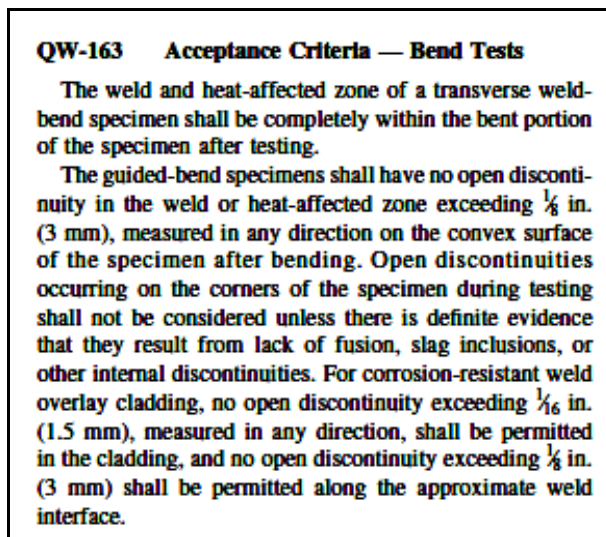 QW-163 Acceptance Criteria — Bend Tests
The weld and heat-affected zone of a transverse weld-
bend specimen shall be completely within the bent portion
of the specimen after testing.
The guided-bend specimens shall have no open disconti-
nuity in the weld or heat-affected zone exceeding 1/8 in.
(3 mm), measured in any direction on the convex surface
of the specimen after bending. Open discontinuities
occurring on the corners of the specimen during testing
shall not be considered unless there is definite evidence
that they result from lack of fusion, slag inclusions, or
other internal discontinuities. For corrosion-resistant weld
overlay cladding, no open discontinuity exceeding 1/16 in.
(1.5 mm), measured in any direction, shall be permitted
in the cladding, and no open discontinuity exceeding 1/8 in.
(3 mm) shall be permitted along the approximate weld
interface.